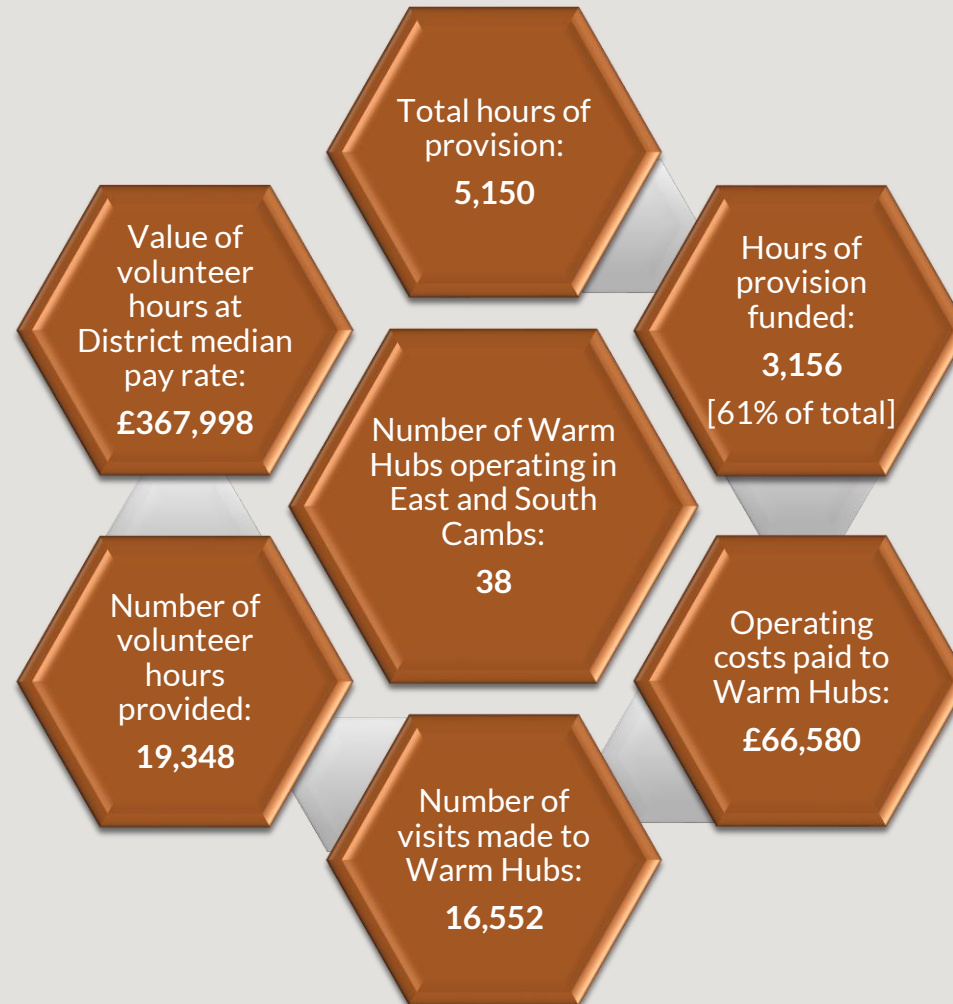 Total hours of
provision:
5,150
Hours of
provision
funded:
3,156
[61% of total]
Operating
costs paid to
Warm Hubs:
£66,580
Number of
visits made to
Warm Hubs:
16,552
Number of
volunteer
hours
provided:
19,348
Value of
volunteer
hours at
District median
pay rate:
£367,998
Number of Warm
Hubs operating in
East and South
Cambs:
38